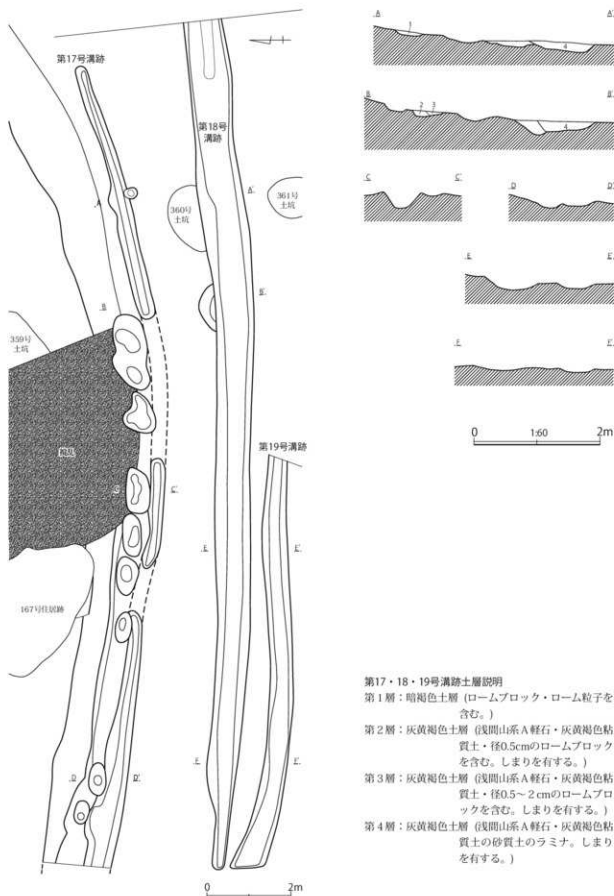 第17号溝跡
第18号
溝跡
360号
土坑
361号
土坑
359号
土坑
撹乱
第19号溝跡
167号住居跡
A
A'
B
B'
C
C'
D
D'
E
E'
F
F'
0 2m
A A'
1
4
B B'
2 3
4
C C'
D D'
E E'
F F'
0 1:60 2m
第17・18・19号溝跡土層説明
第1層：暗褐色土層 (ロームブロック・ローム粒子を
含む。)
第2層：灰黄褐色土層 (浅間山系A軽石・灰黄褐色粘
質土・径0.5cmのロームブロック
を含む。しまりを有する。)
第3層：灰黄褐色土層 (浅間山系A軽石・灰黄褐色粘
質土・径0.5～2cmのロームブロ
ックを含む。しまりを有する。)
第4層：灰黄褐色土層 (浅間山系A軽石・灰黄褐色粘
質土の砂質土のラミナ。しまり
を有する。)